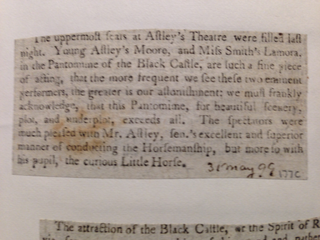 The uppermost seats at Astley's Theatre were filled last
night. Young Astley's Mooro, and Miss Smith's Lamora,
in the Pantomime of the Black Castle, are such a fine piece
of acting, that the more frequent we see these two eminent
performers, the greater is our astonishment; we must frankly
acknowledge, that this Pantomime, for beautiful scenery,
plot, and underplot, exceeds all. The spectators were
much pleased with Mr. Astley, sen.'s excellent and superior
manner of conducting the Horsemanship, but more so with
his pupil, the curious Little Horse.
may 99
The attraction of the Black Castle, or the Spirit of